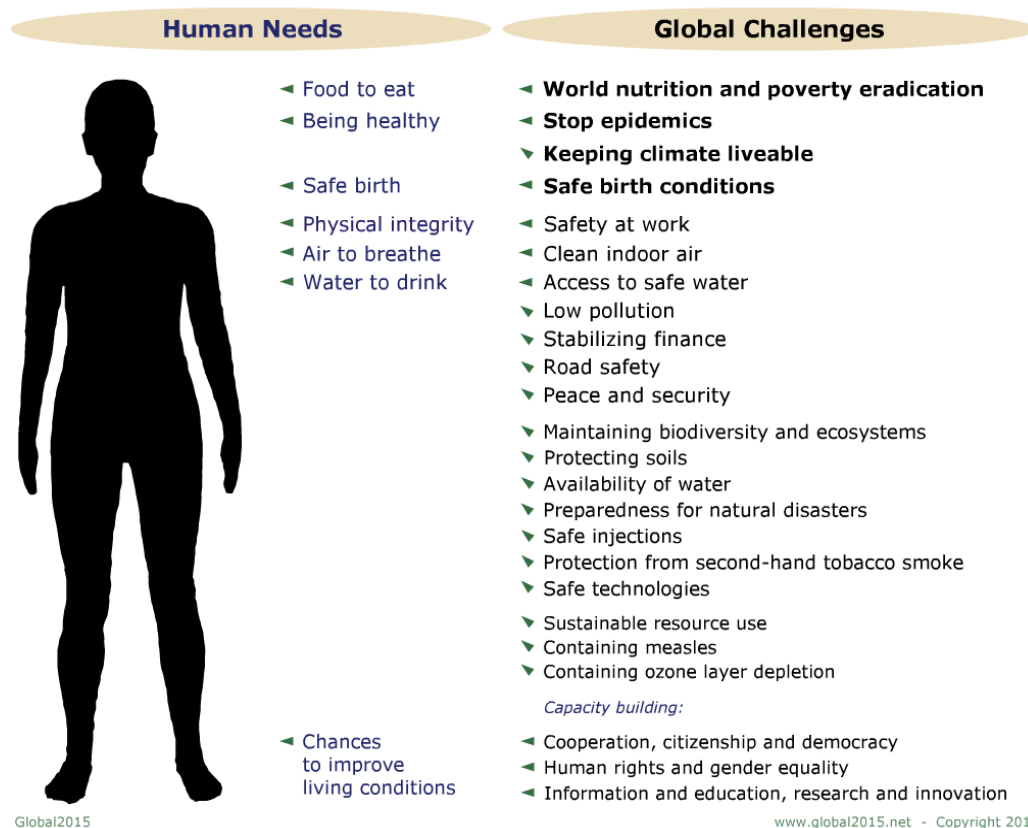 Human Needs
Global Challenges
Food to eat
World nutrition and poverty eradication
Being healthy
Stop epidemics
Keeping climate liveable
Safe birth
Safe birth conditions
Physical integrity
Safety at work
Air to breathe
Clean indoor air
Water to drink
Access to safe water
Low pollution
Stabilizing finance
Road safety
Peace and security
Maintaining biodiversity and ecosystems
Protecting soils
Availability of water
Preparedness for natural disasters
Safe injections
Protection from second-hand tobacco smoke
Safe technologies
Sustainable resource use
Containing measles
Containing ozone layer depletion
Capacity building:
Chances
to improve
living conditions
Cooperation, citizenship and democracy
Human rights and gender equality
Information and education, research and innovation
Global2015
www.global2015.net - Copyright 201